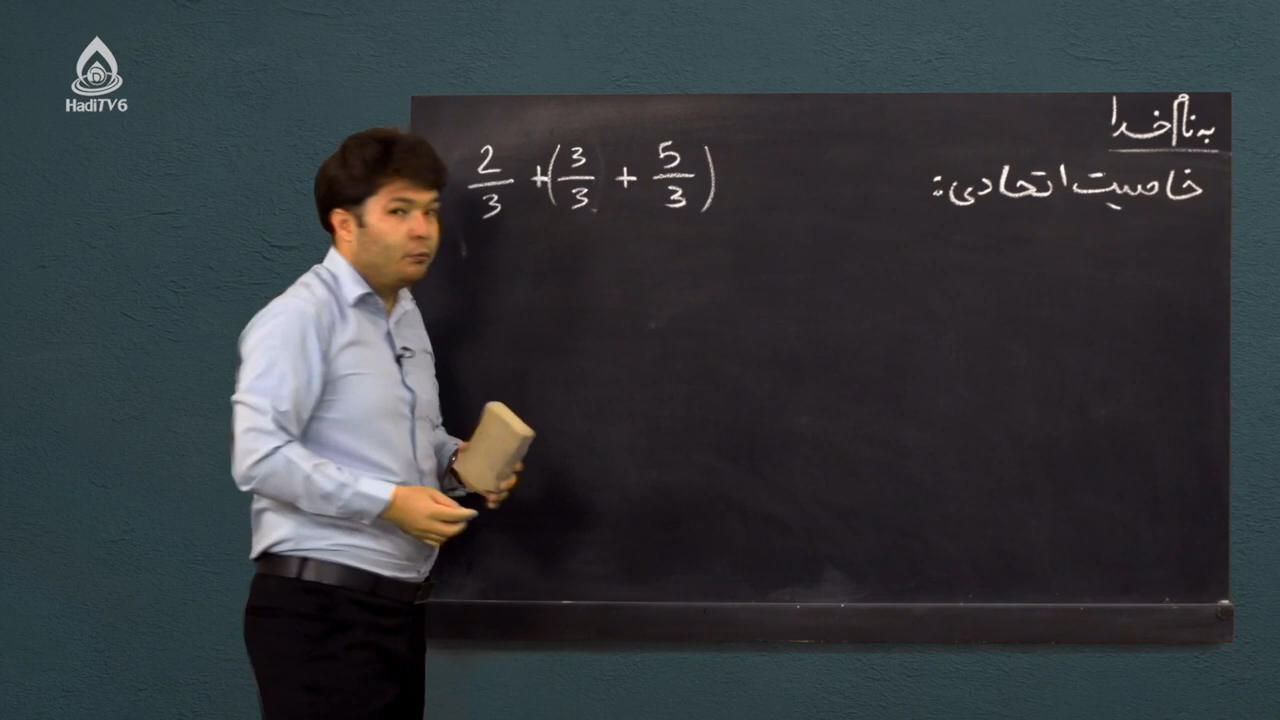 HadiTV6
به نام خدا
خاصیت اتحادی:
2/3 + (3/3 + 5/3)